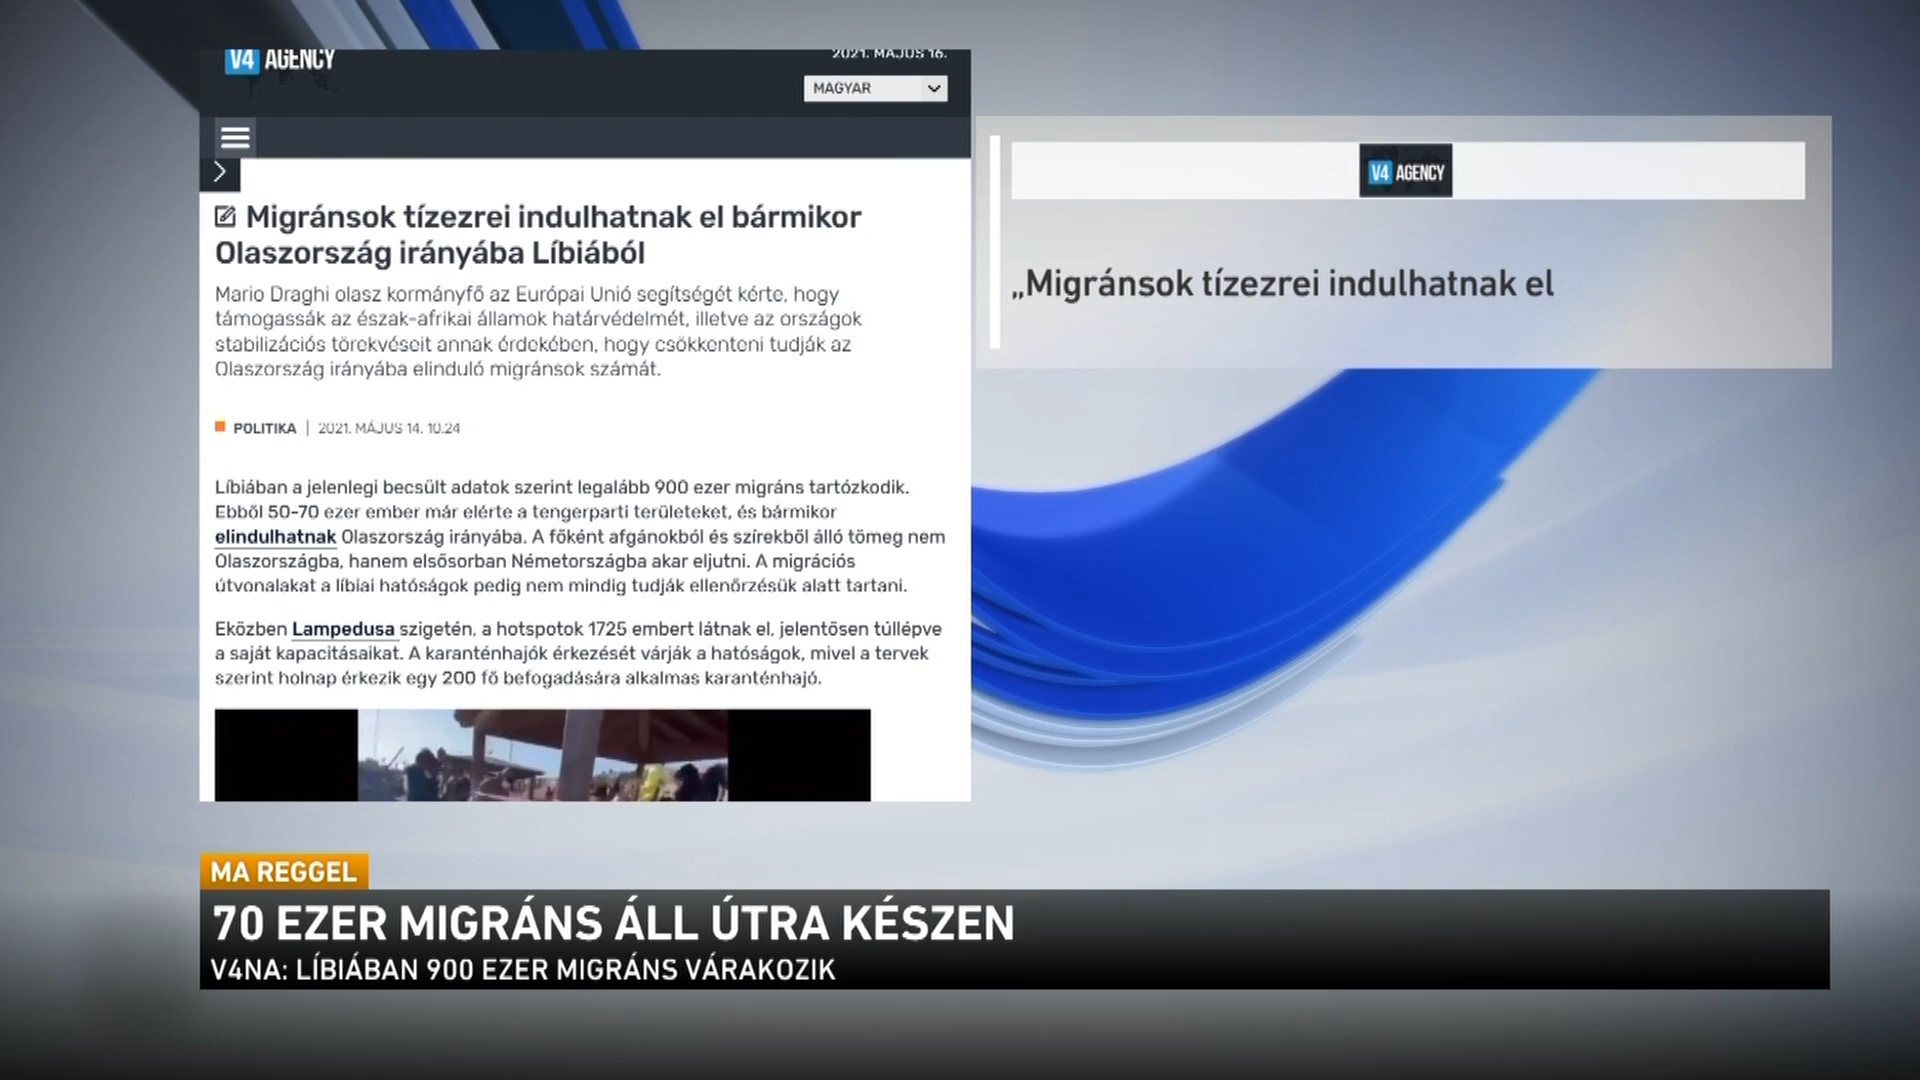 V4 AGENCY
2021. MÁJUS 16.
MAGYAR
Migránsok tízezrei indulhatnak el bármikor
Olaszország irányába Líbiából
Mario Draghi olasz kormányfő az Európai Unió segítségét kérte, hogy
támogassák az észak-afrikai államok határvédelmét, illetve az országok
stabilizációs törekvéseit annak érdekében, hogy csökkenteni tudják az
Olaszország irányába elinduló migránsok számát.
POLITIKA | 2021. MÁJUS 14. 10.24
Líbiában a jelenlegi becsült adatok szerint legalább 900 ezer migráns tartózkodik.
Ebből 50-70 ezer ember már elérte a tengerparti területeket, és bármikor
elindulhatnak Olaszország irányába. A főként afgánokból és szírekből álló tömeg nem
Olaszországba, hanem elsősorban Németországba akar eljutni. A migrációs
útvonalakat a líbiai hatóságok pedig nem mindig tudják ellenőrzésük alatt tartani.
Eközben Lampedusa szigetén, a hotspotok 1725 embert látnak el, jelentősen túllépve
a saját kapacitásaikat. A karanténhajók érkezését várják a hatóságok, mivel a tervek
szerint holnap érkezik egy 200 fő befogadására alkalmas karanténhajó.
V4 AGENCY
„Migránsok tízezrei indulhatnak el
MA REGGEL
70 EZER MIGRÁNS ÁLL ÚTRA KÉSZEN
V4NA: LÍBIÁBAN 900 EZER MIGRÁNS VÁRAKOZIK